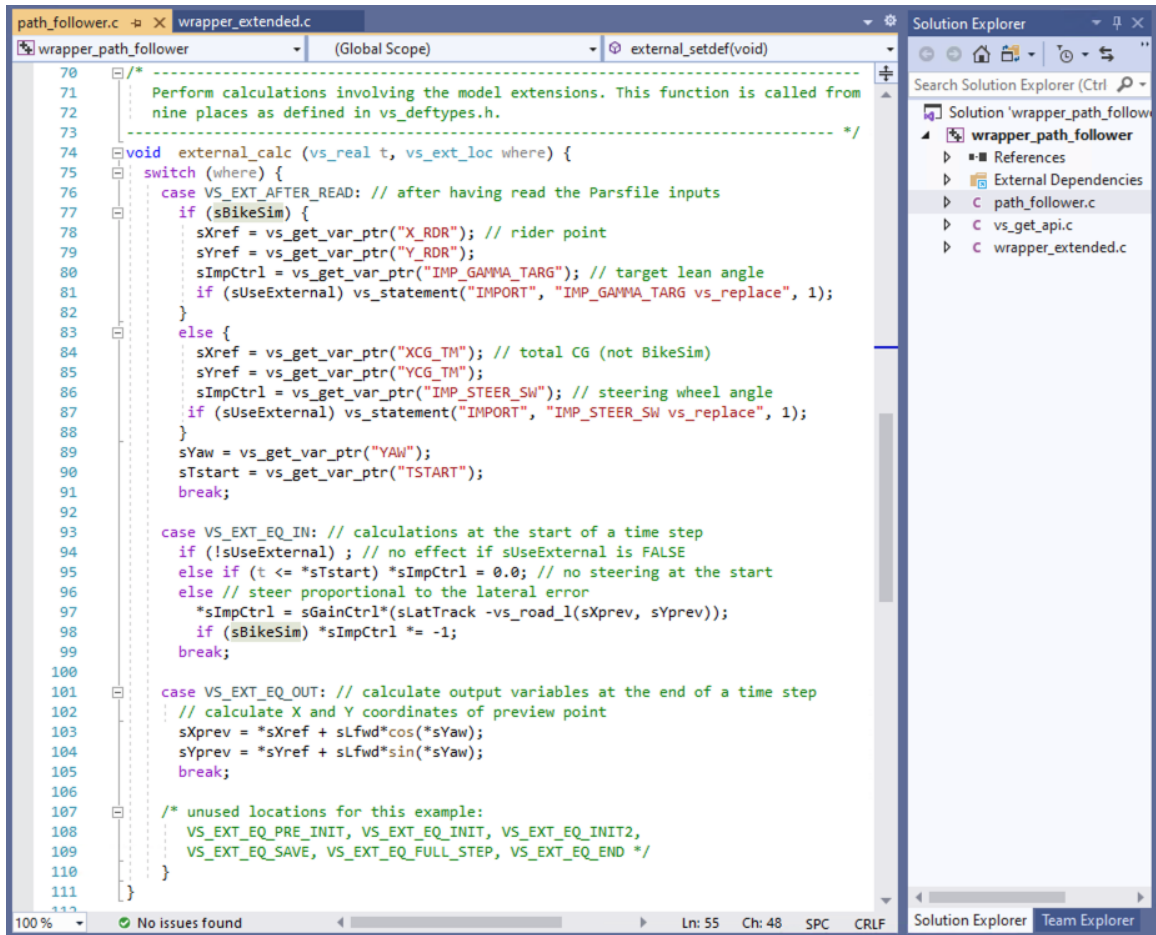 path_follower.c wrapper_extended.c
wrapper_path_follower (Global Scope) external_setdef(void)
70 /* ----------------------------------------------------------------------------
71 Perform calculations involving the model extensions. This function is called from
72 nine places as defined in vs_deftypes.h.
73 ---------------------------------------------------------------------------- */
74 void external_calc (vs_real t, vs_ext_loc where) {
75 switch (where) {
76 case VS_EXT_AFTER_READ: // after having read the Parsfile inputs
77 if (sBikeSim) {
78 sXref = vs_get_var_ptr("X_RDR"); // rider point
79 sYref = vs_get_var_ptr("Y_RDR");
80 sImpCtrl = vs_get_var_ptr("IMP_GAMMA_TARG"); // target lean angle
81 if (sUseExternal) vs_statement("IMPORT", "IMP_GAMMA_TARG vs_replace", 1);
82 }
83 else {
84 sXref = vs_get_var_ptr("XCG_TM"); // total CG (not BikeSim)
85 sYref = vs_get_var_ptr("YCG_TM");
86 sImpCtrl = vs_get_var_ptr("IMP_STEER_SW"); // steering wheel angle
87 if (sUseExternal) vs_statement("IMPORT", "IMP_STEER_SW vs_replace", 1);
88 }
89 sYaw = vs_get_var_ptr("YAW");
90 sTstart = vs_get_var_ptr("TSTART");
91 break;
92
93 case VS_EXT_EQ_IN: // calculations at the start of a time step
94 if (!sUseExternal) ; // no effect if sUseExternal is FALSE
95 else if (t <= *sTstart) *sImpCtrl = 0.0; // no steering at the start
96 else // steer proportional to the lateral error
97 *sImpCtrl = sGainCtrl*(sLatTrack -vs_road_l(sXprev, sYprev));
98 if (sBikeSim) *sImpCtrl *= -1;
99 break;
100
101 case VS_EXT_EQ_OUT: // calculate output variables at the end of a time step
102 // calculate X and Y coordinates of preview point
103 sXprev = *sXref + sLfwd*cos(*sYaw);
104 sYprev = *sYref + sLfwd*sin(*sYaw);
105 break;
106
107 /* unused locations for this example:
108 VS_EXT_EQ_PRE_INIT, VS_EXT_EQ_INIT, VS_EXT_EQ_INIT2,
109 VS_EXT_EQ_SAVE, VS_EXT_EQ_FULL_STEP, VS_EXT_EQ_END */
110 }
111 }
100 % No issues found Ln: 55 Ch: 48 SPC CRLF
Solution Explorer
Search Solution Explorer (Ctrl
Solution 'wrapper_path_follow
wrapper_path_follower
References
External Dependencies
path_follower.c
vs_get_api.c
wrapper_extended.c
Solution Explorer Team Explorer